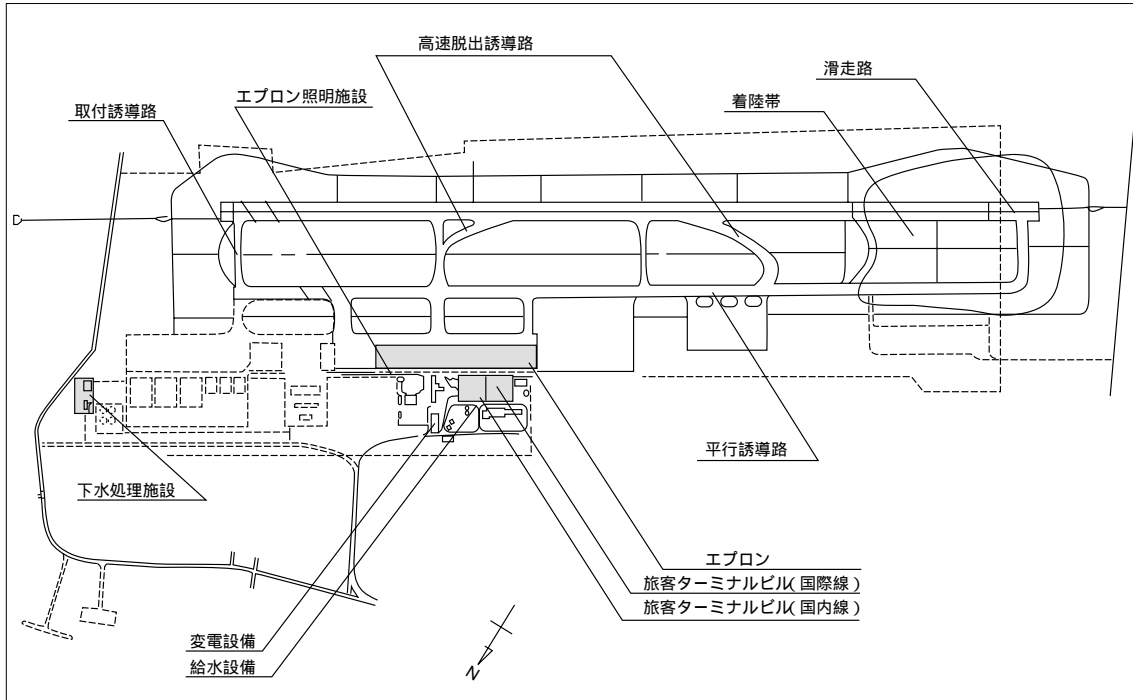 高速脱出誘導路
滑走路
エプロン照明施設
着陸帯
取付誘導路
平行誘導路
下水処理施設
エプロン
旅客ターミナルビル(国際線)
旅客ターミナルビル(国内線)
変電設備
給水設備
N